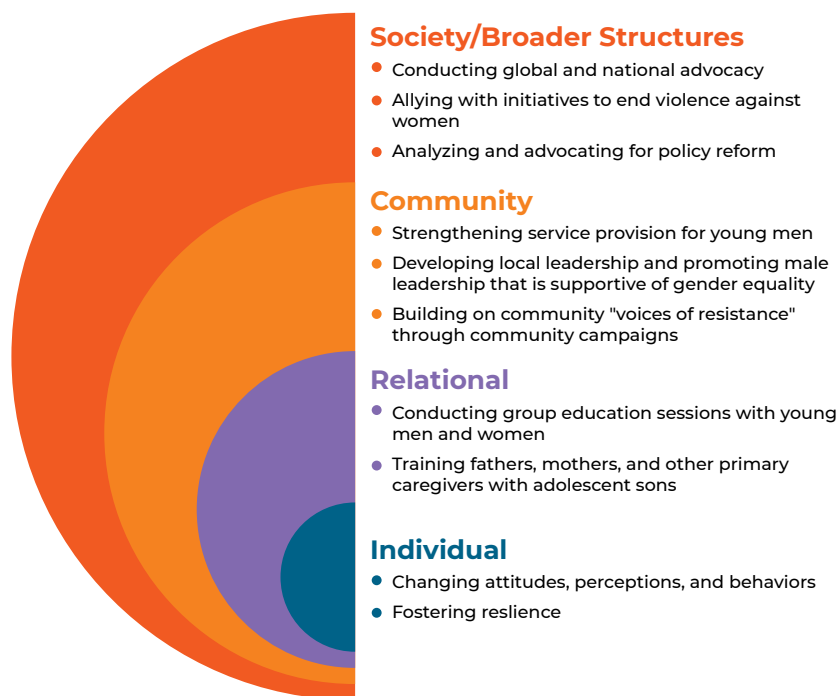 Society/Broader Structures
Conducting global and national advocacy
Allying with initiatives to end violence against
women
Analyzing and advocating for policy reform
Community
Strengthening service provision for young men
Developing local leadership and promoting male
leadership that is supportive of gender equality
Building on community "voices of resistance"
through community campaigns
Relational
Conducting group education sessions with young
men and women
Training fathers, mothers, and other primary
caregivers with adolescent sons
Individual
Changing attitudes, perceptions, and behaviors
Fostering reslience